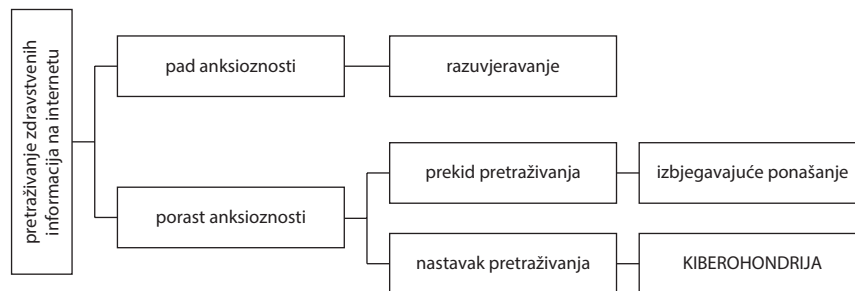 pretraživanje zdravstvenih
informacija na internetu
pad anksioznosti
razuvjeravanje
porast anksioznosti
prekid pretraživanja
izbjegavajuće ponašanje
nastavak pretraživanja
KIBEROHONDRIJA